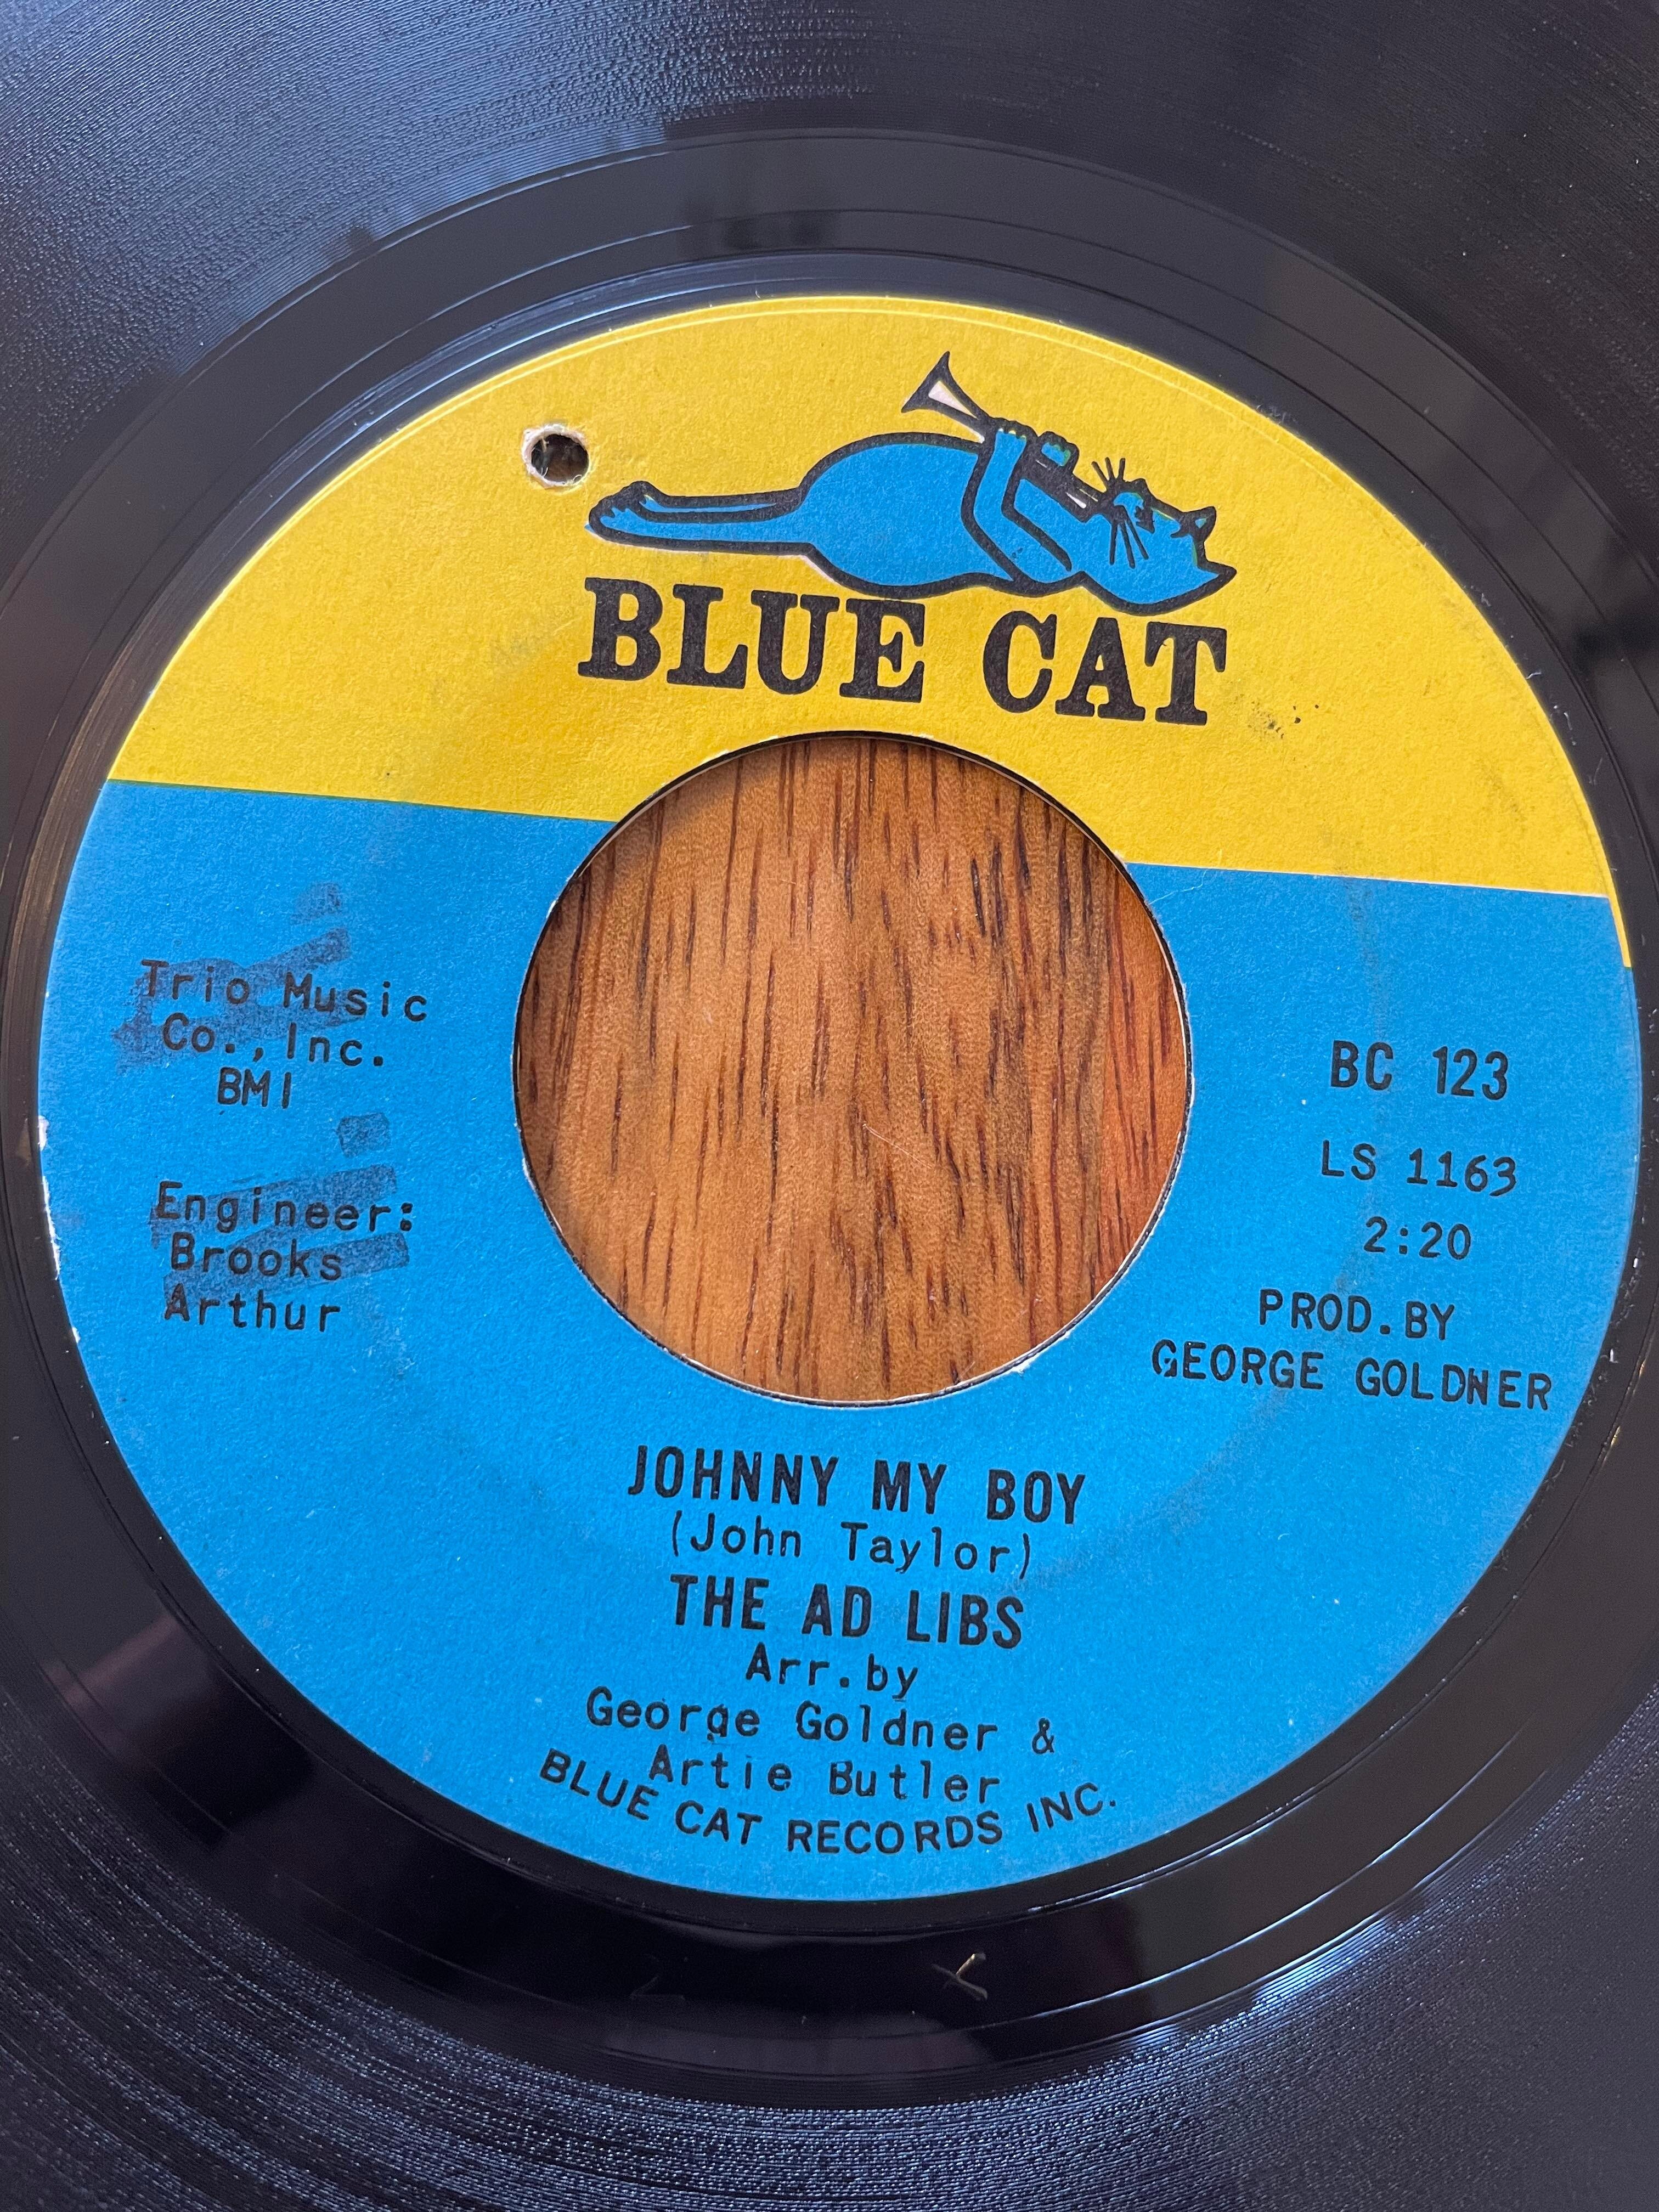 BLUE CAT
Trio Music
Co., Inc.
BMI
Engineer:
Brooks
Arthur
BC 123
LS 1163
2:20
PROD. BY
GEORGE GOLDNER
JOHNNY MY BOY
(John Taylor)
THE AD LIBS
Arr. by
George Goldner &
Artie Butler
BLUE CAT RECORDS INC.